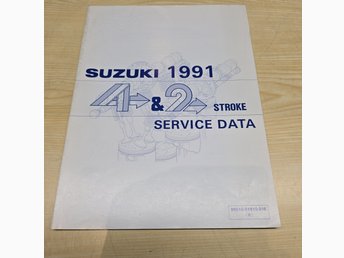 SUZUKI 1991
4 & 2 STROKE
SERVICE DATA